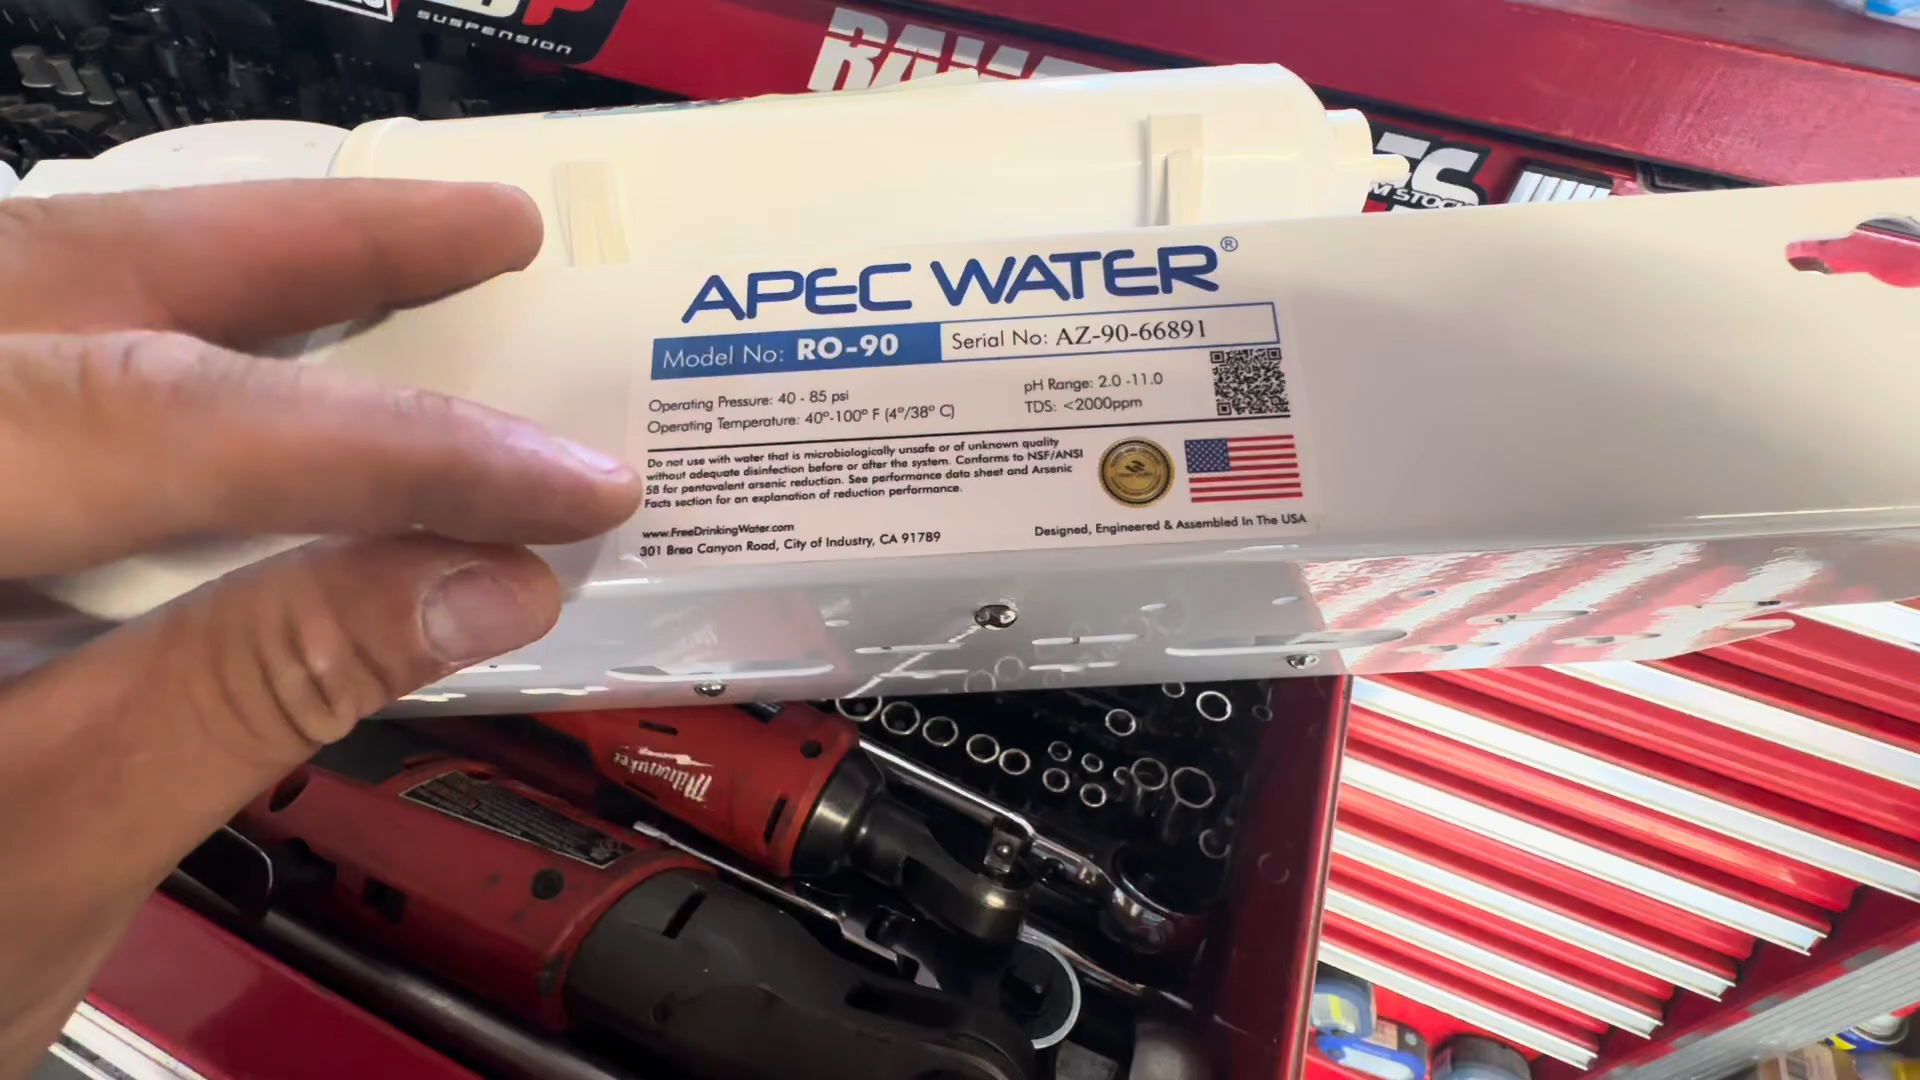 SUSPENSION
M STOCK
APEC WATER®
Model No: RO-90
Serial No: AZ-90-66891
Operating Pressure: 40 - 85 psi
Operating Temperature: 40°-100° F (4°/38° C)
pH Range: 2.0 -11.0
TDS: <2000ppm
Do not use with water that is microbiologically unsafe or of unknown quality
without adequate disinfection before or after the system. Conforms to NSF/ANSI
58 for pentavalent arsenic reduction. See performance data sheet and Arsenic
Facts section for an explanation of reduction performance.
www.FreeDrinkingWater.com
301 Brea Canyon Road, City of Industry, CA 91789
Designed, Engineered & Assembled In The USA
Milwaukee